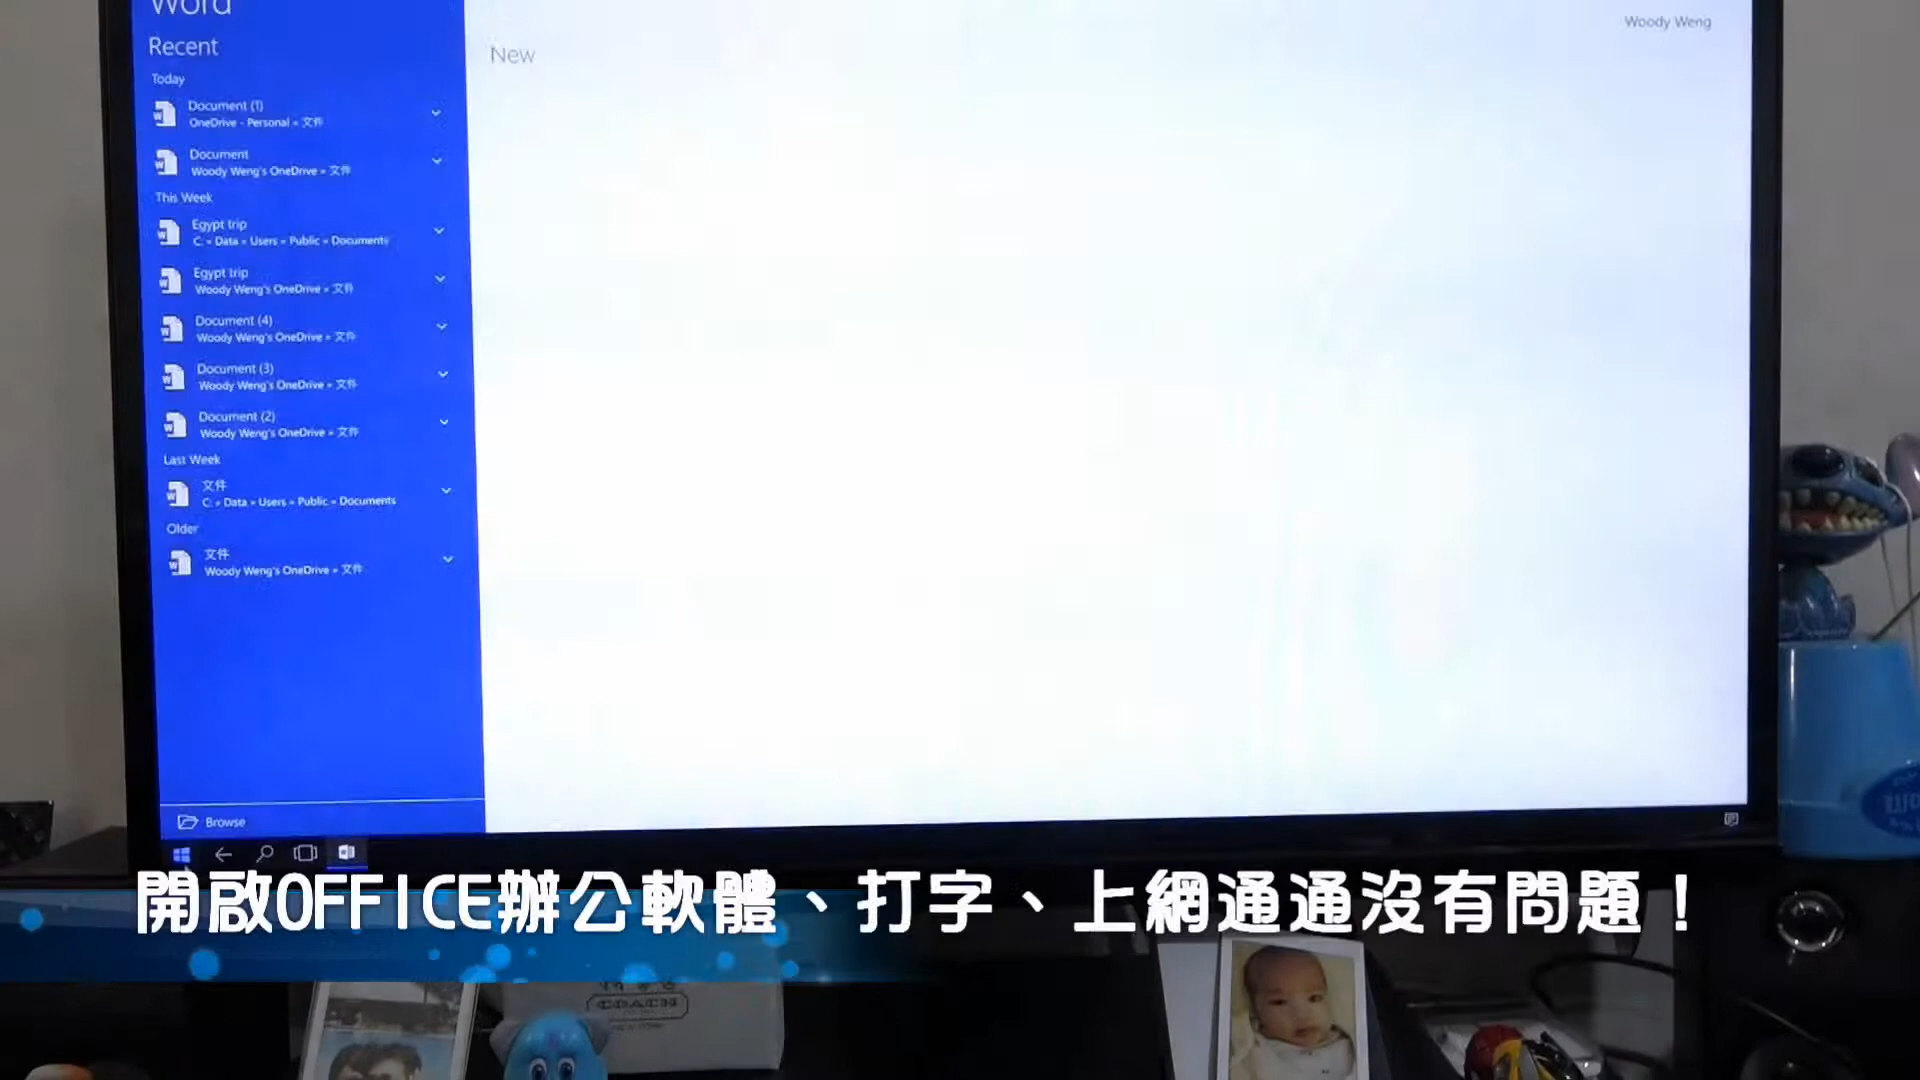 Word
Woody Weng
Recent
New
Today
Document (1)
OneDrive - Personal » 文件
Document
Woody Weng's OneDrive » 文件
This Week
Egypt trip
C: » Data » Users » Public » Documents
Egypt trip
Woody Weng's OneDrive » 文件
Document (4)
Woody Weng's OneDrive » 文件
Document (3)
Woody Weng's OneDrive » 文件
Document (2)
Woody Weng's OneDrive » 文件
Last Week
文件
C: » Data » Users » Public » Documents
Older
文件
Woody Weng's OneDrive » 文件
Browse
開啟OFFICE辦公軟體、打字、上網通通沒有問題！
COACH